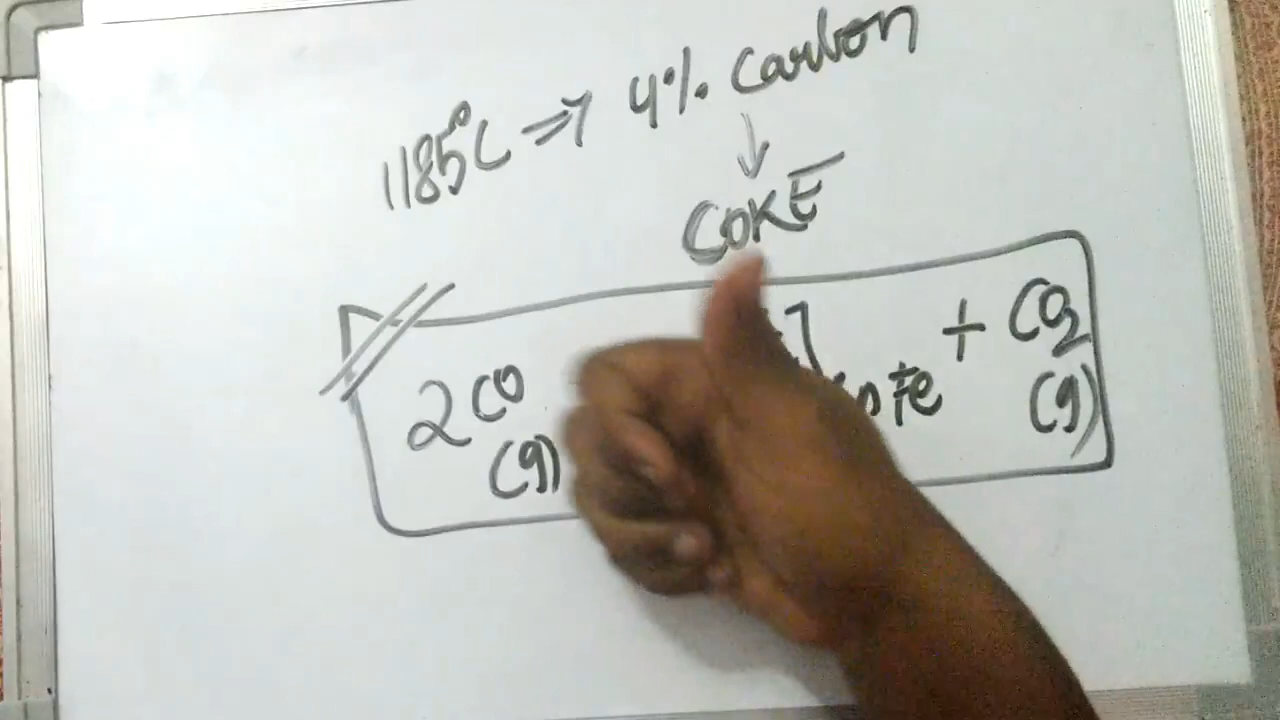 1185°C ⇒ 4% Carbon
↓
COKE
2CO ] Fe + CO2
(g) (g)